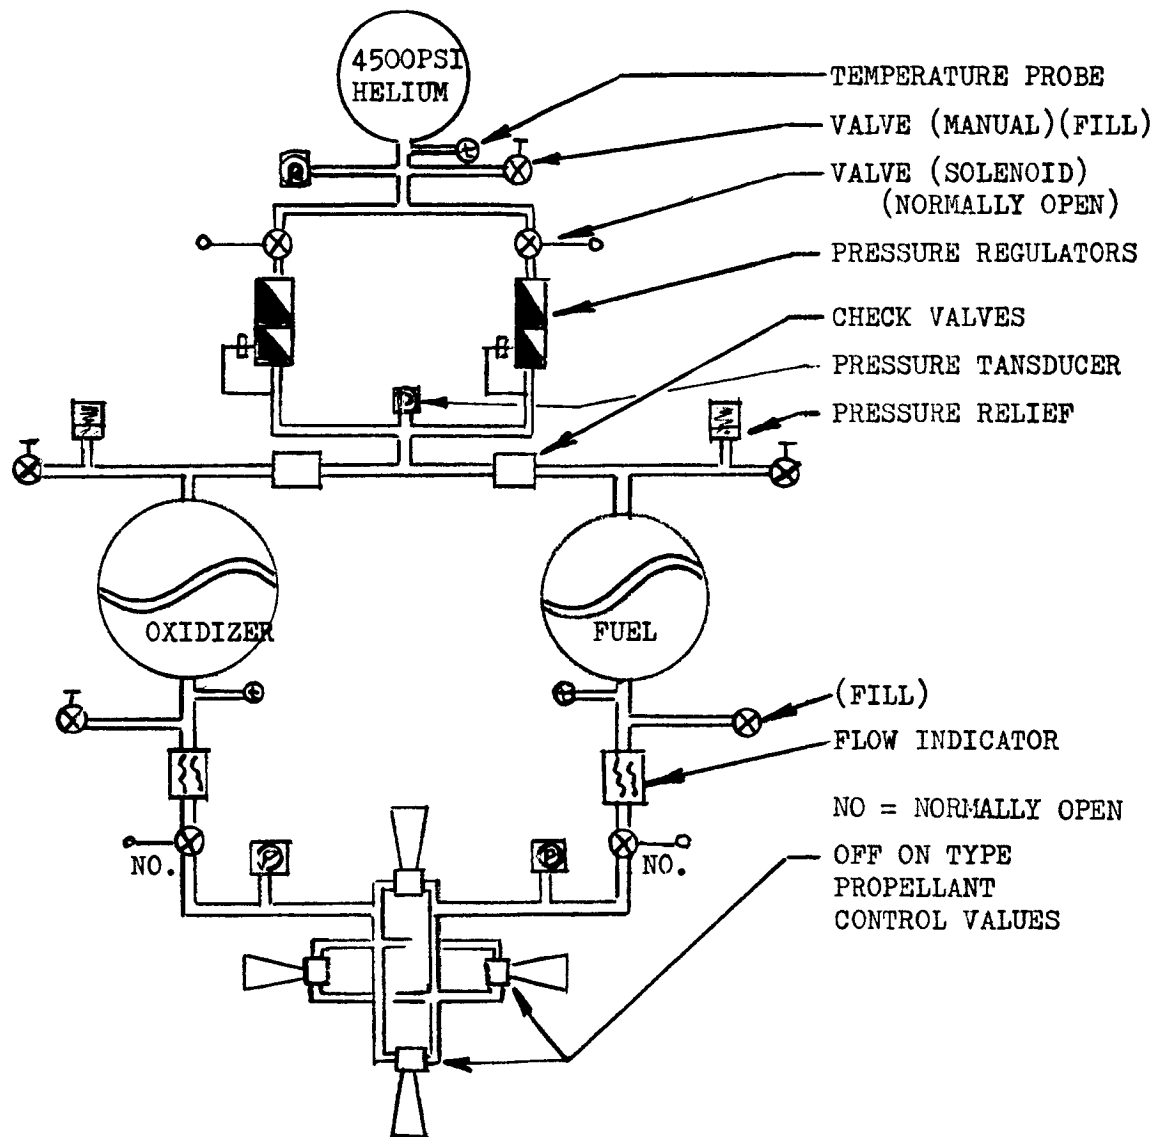 4500PSI
HELIUM
TEMPERATURE PROBE
VALVE (MANUAL)(FILL)
VALVE (SOLENOID)
(NORMALLY OPEN)
PRESSURE REGULATORS
CHECK VALVES
PRESSURE TANSDUCER
PRESSURE RELIEF
OXIDIZER
FUEL
(FILL)
FLOW INDICATOR
NO = NORMALLY OPEN
NO.
NO.
P
P
OFF ON TYPE
PROPELLANT
CONTROL VALUES
t
t
t